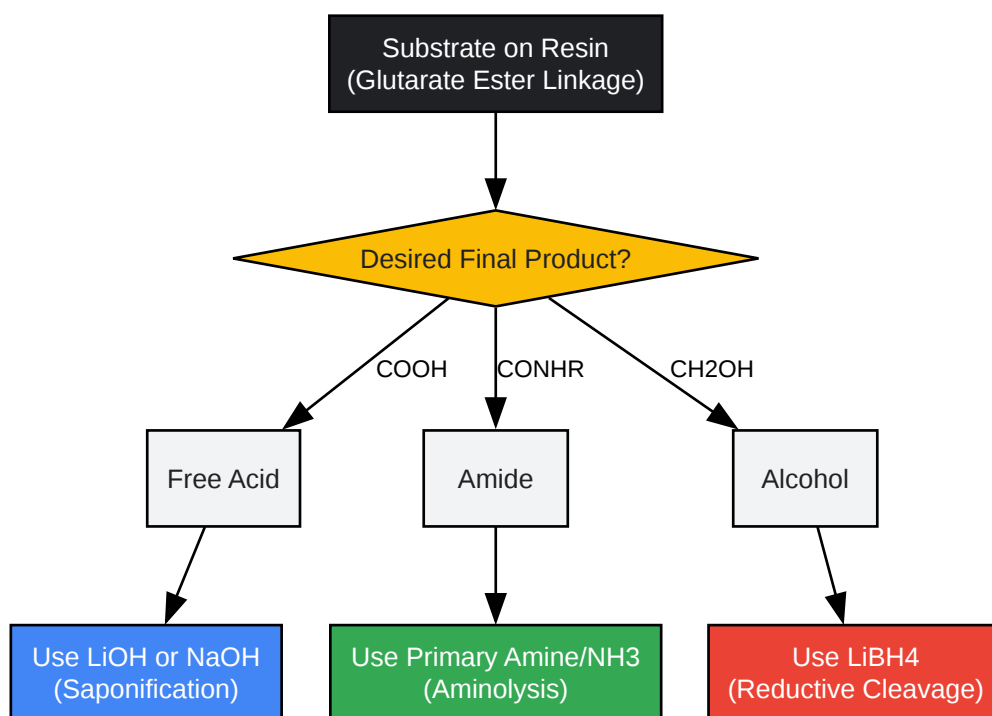 Substrate on Resin
(Glutarate Ester Linkage)
Desired Final Product?
COOH
CONHR
CH2OH
Free Acid
Amide
Alcohol
Use LiOH or NaOH
(Saponification)
Use Primary Amine/NH3
(Aminolysis)
Use LiBH4
(Reductive Cleavage)